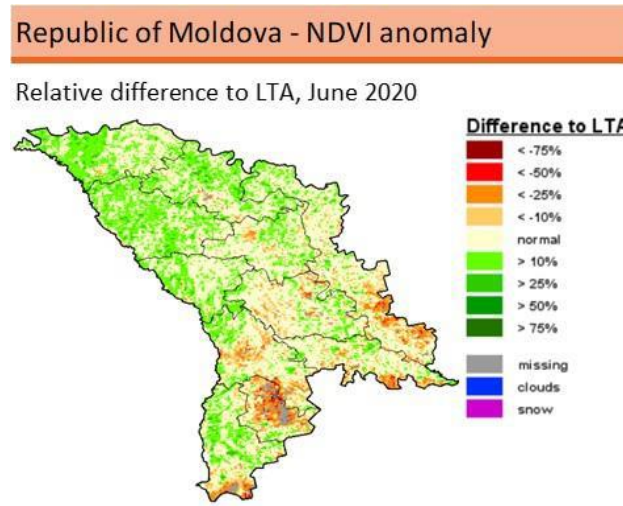 Republic of Moldova - NDVI anomaly
Relative difference to LTA, June 2020
Difference to LTA
< -75%
< -50%
< -25%
< -10%
normal
> 10%
> 25%
> 50%
> 75%
missing
clouds
snow